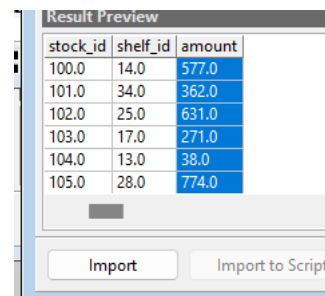 Result Preview
stock_id shelf_id amount
100.0 14.0 577.0
101.0 34.0 362.0
102.0 25.0 631.0
103.0 17.0 271.0
104.0 13.0 38.0
105.0 28.0 774.0
Import Import to Script